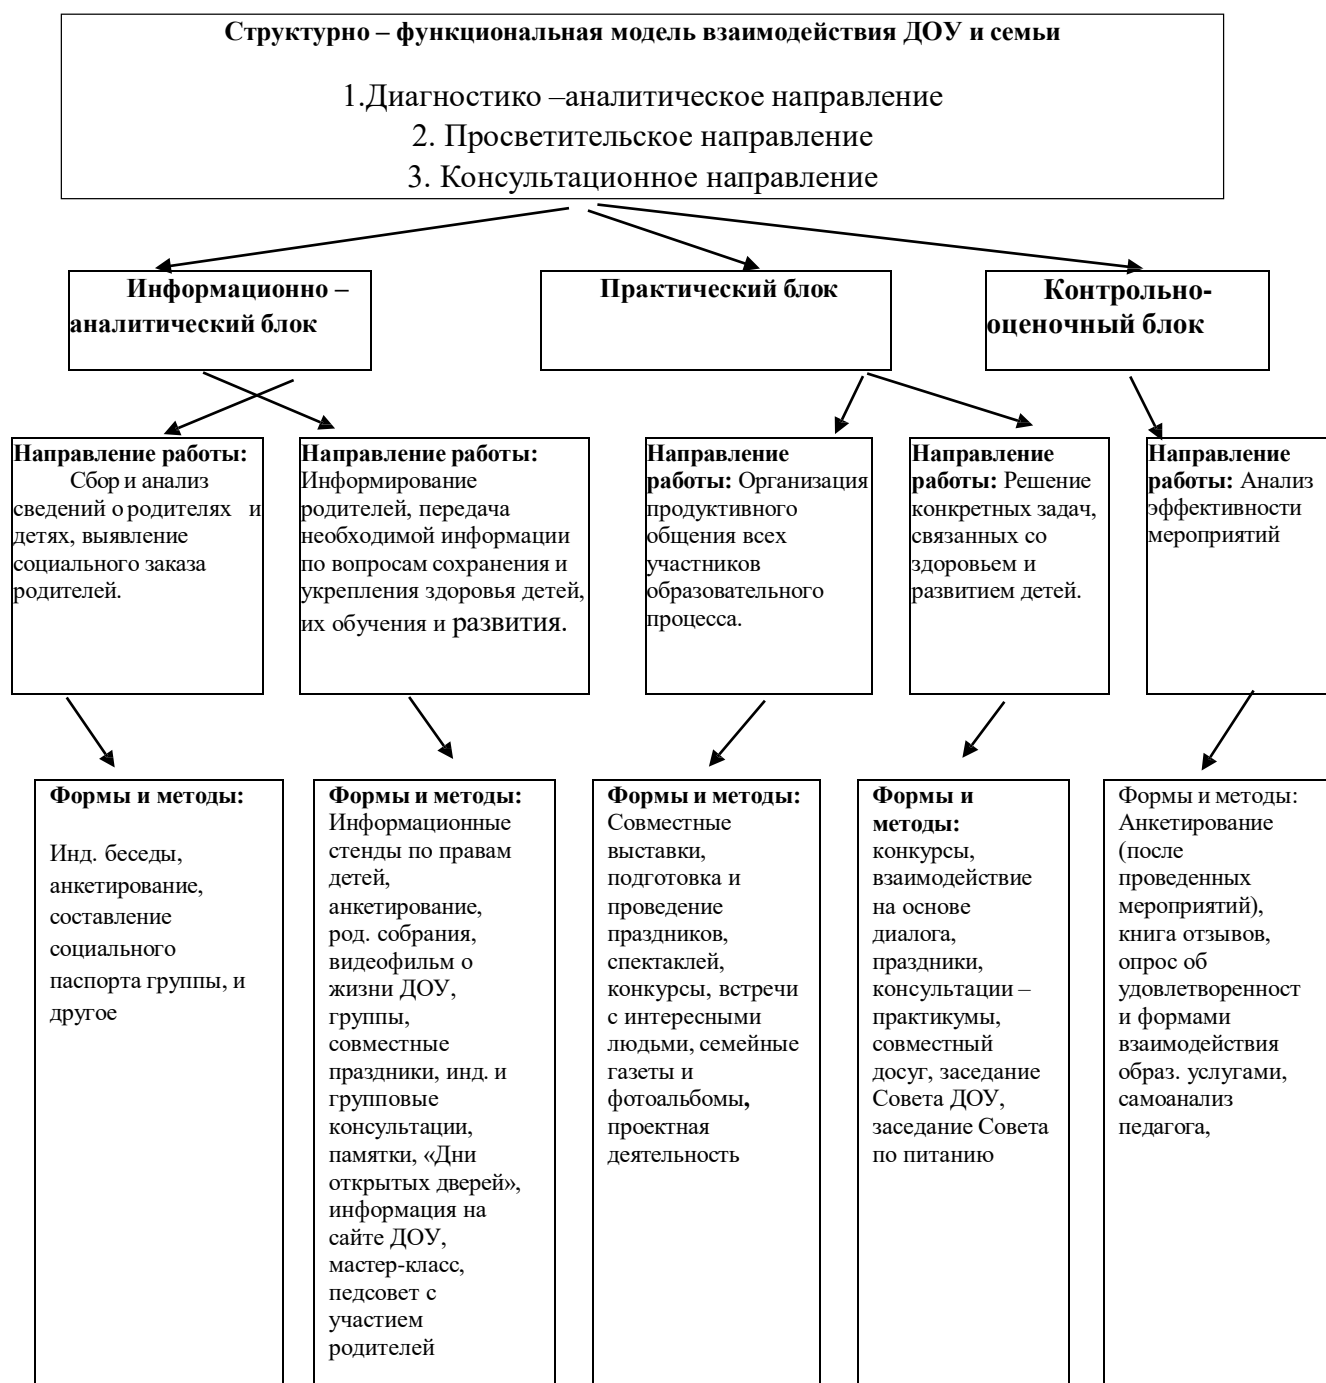 Структурно – функциональная модель взаимодействия ДОУ и семьи
1.Диагностико –аналитическое направление
2. Просветительское направление
3. Консультационное направление
Информационно –
аналитический блок
Практический блок
Контрольно-
оценочный блок
Направление работы:
Сбор и анализ
сведений о родителях и
детях, выявление
социального заказа
родителей.
Направление работы:
Информирование
родителей, передача
необходимой информации
по вопросам сохранения и
укрепления здоровья детей,
их обучения и развития.
Направление
работы: Организация
продуктивного
общения всех
участников
образовательного
процесса.
Направление
работы: Решение
конкретных задач,
связанных со
здоровьем и
развитием детей.
Направление
работы: Анализ
эффективности
мероприятий
Формы и методы:
Инд. беседы,
анкетирование,
составление
социального
паспорта группы, и
другое
Формы и методы:
Информационные
стенды по правам
детей,
анкетирование,
род. собрания,
видеофильм о
жизни ДОУ,
группы,
совместные
праздники, инд. и
групповые
консультации,
памятки, «Дни
открытых дверей»,
информация на
сайте ДОУ,
мастер-класс,
педсовет с
участием
родителей
Формы и методы:
Совместные
выставки,
подготовка и
проведение
праздников,
спектаклей,
конкурсы, встречи
с интересными
людьми, семейные
газеты и
фотоальбомы,
проектная
деятельность
Формы и
методы:
конкурсы,
взаимодействие
на основе
диалога,
праздники,
консультации –
практикумы,
совместный
досуг, заседание
Совета ДОУ,
заседание Совета
по питанию
Формы и методы:
Анкетирование
(после
проведенных
мероприятий),
книга отзывов,
опрос об
удовлетворенност
и формами
взаимодействия
образ. услугами,
самоанализ
педагога,